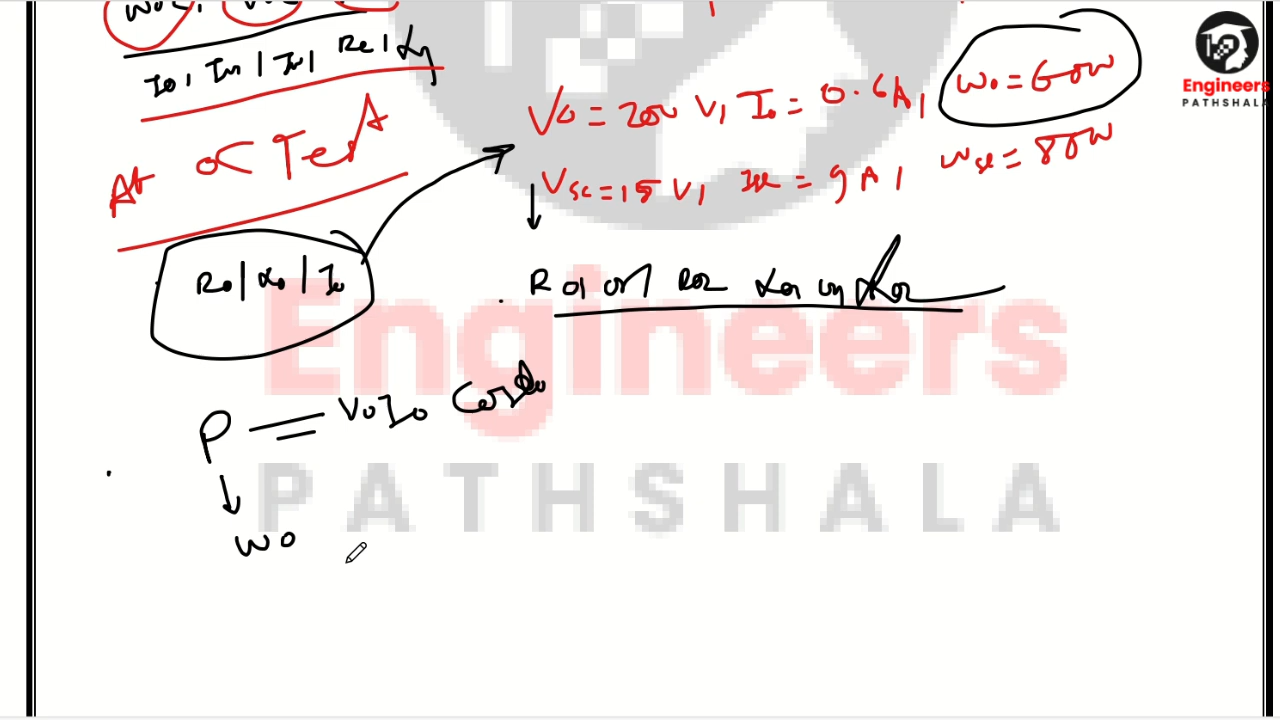 I₀, Im | Iw | Rc | Xm
V₀ = 200 V, I₀ = 0.6 A, W₀ = 60W
At OC Test
Vsc = 15 V, Isc = 9 A, Wsc = 80W
R₀ | X₀ | I₀
R01 or R02 X01 or X02
P = V₀I₀ Cosϕ₀
W₀
Engineers
PATHSHALA
Engineers
PATHSHALA